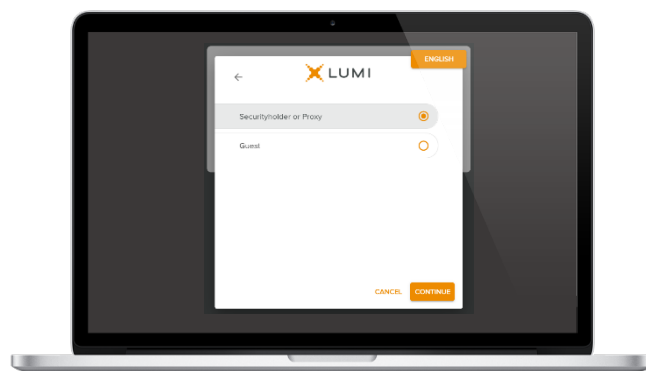 ENGLISH
LUMI
Securityholder or Proxy
Guest
CANCEL
CONTINUE